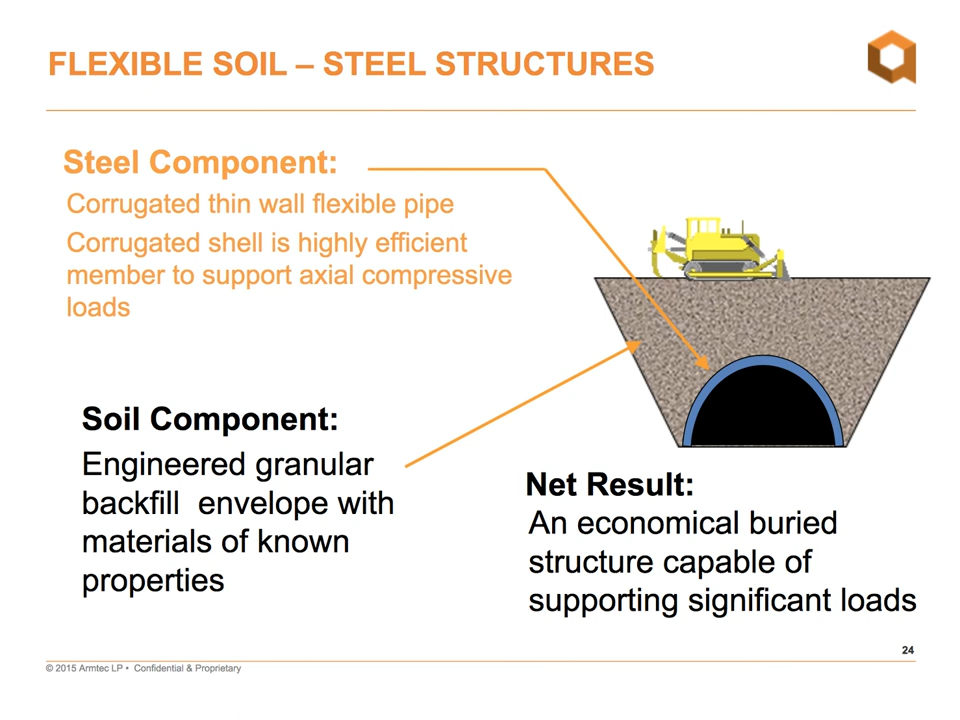 FLEXIBLE SOIL – STEEL STRUCTURES
Steel Component:
Corrugated thin wall flexible pipe
Corrugated shell is highly efficient
member to support axial compressive
loads
Soil Component:
Engineered granular
backfill  envelope with
materials of known
properties
Net Result:
An economical buried
structure capable of
supporting significant loads
24
© 2015 Armtec LP •  Confidential & Proprietary